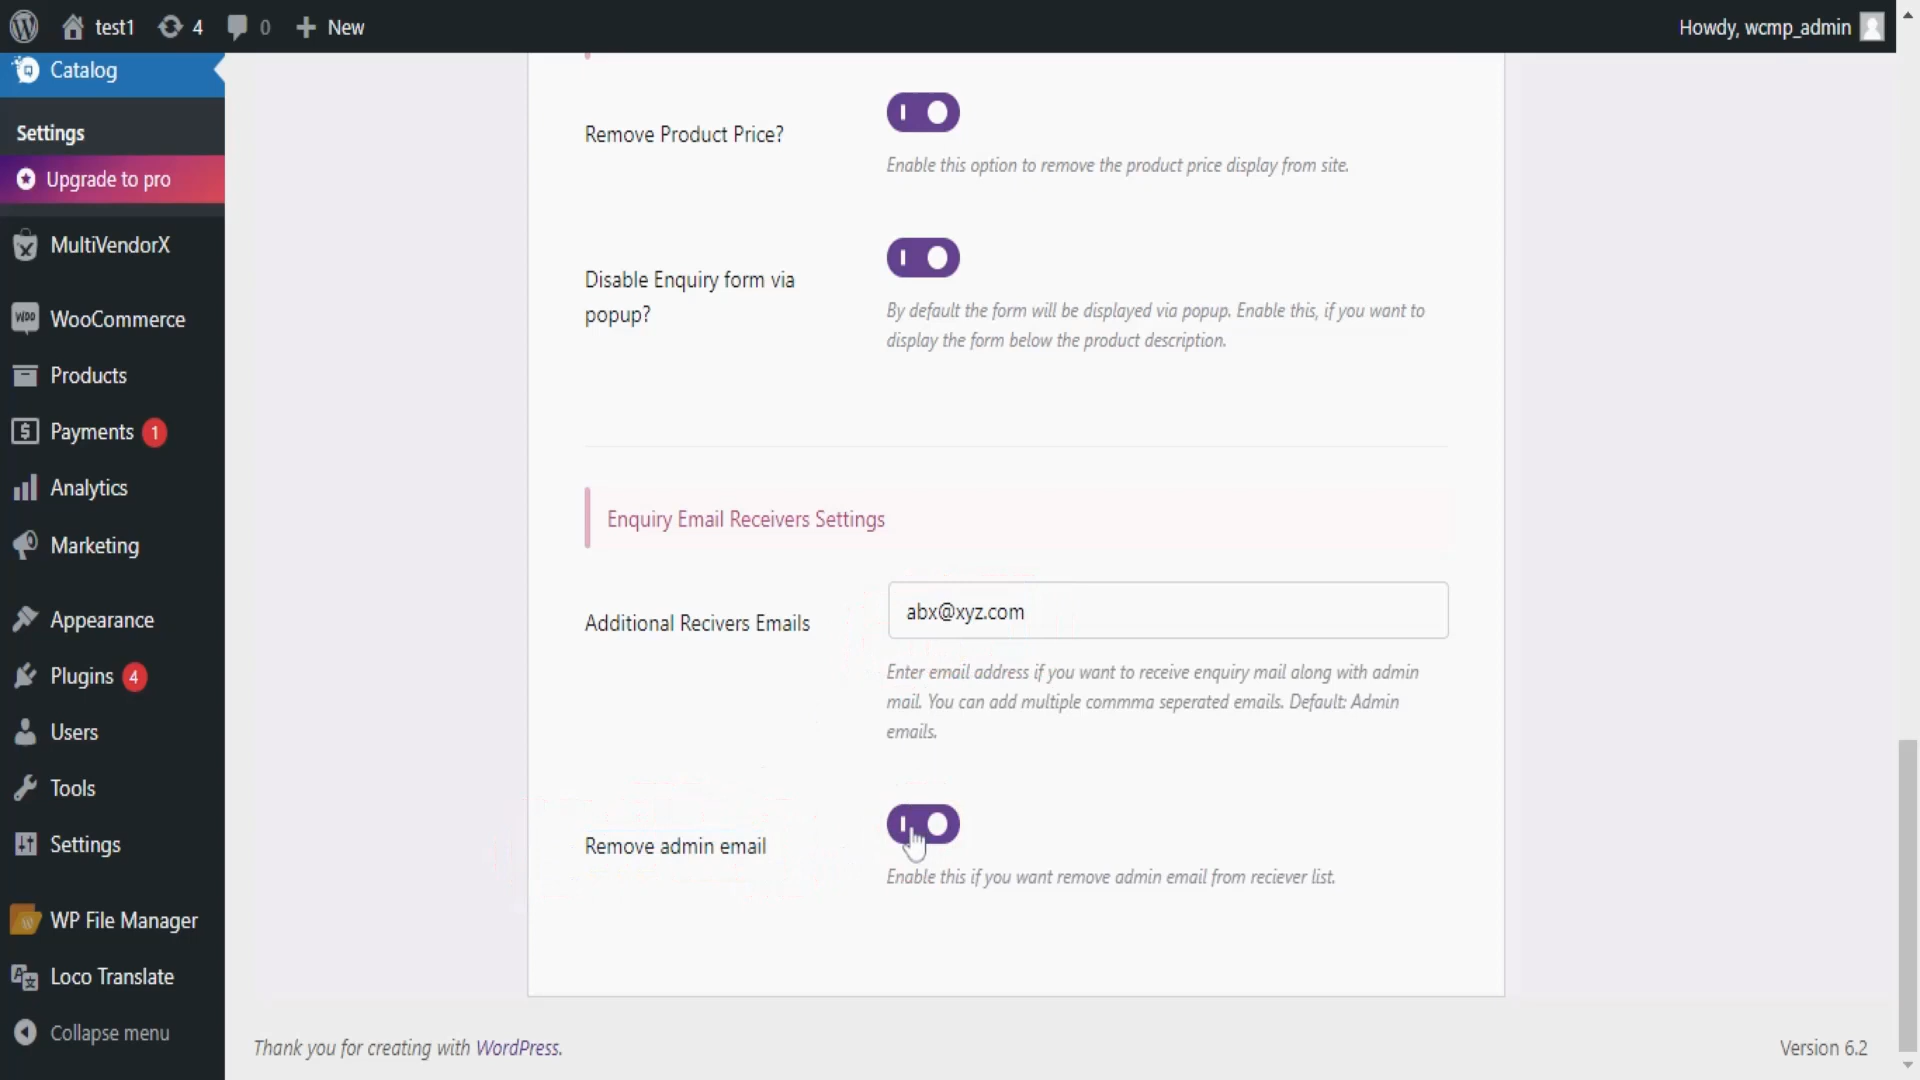 test1
4
0
New
Howdy, wcmp_admin
Catalog
Settings
Upgrade to pro
MultiVendorX
WooCommerce
Products
Payments 1
Analytics
Marketing
Appearance
Plugins 4
Users
Tools
Settings
WP File Manager
Loco Translate
Collapse menu
Remove Product Price?
Enable this option to remove the product price display from site.
Disable Enquiry form via
popup?
By default the form will be displayed via popup. Enable this, if you want to
display the form below the product description.
Enquiry Email Receivers Settings
Additional Recivers Emails
abx@xyz.com
Enter email address if you want to receive enquiry mail along with admin
mail. You can add multiple commma seperated emails. Default: Admin
emails.
Remove admin email
Enable this if you want remove admin email from reciever list.
Thank you for creating with WordPress.
Version 6.2